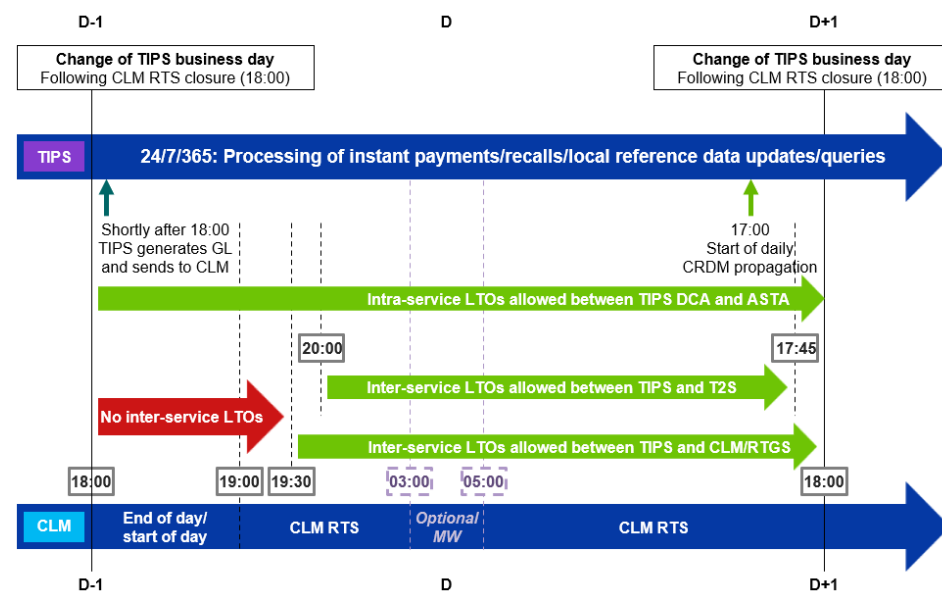 D-1
D
D+1
Change of TIPS business day
Following CLM RTS closure (18:00)
Change of TIPS business day
Following CLM RTS closure (18:00)
TIPS
24/7/365: Processing of instant payments/recalls/local reference data updates/queries
Shortly after 18:00
TIPS generates GL
and sends to CLM
17:00
Start of daily
CRDM propagation
Intra-service LTOs allowed between TIPS DCA and ASTA
20:00
17:45
Inter-service LTOs allowed between TIPS and T2S
No inter-service LTOs
Inter-service LTOs allowed between TIPS and CLM/RTGS
18:00
19:00
19:30
03:00
05:00
18:00
CLM
End of day/
start of day
CLM RTS
Optional
MW
CLM RTS
D-1
D
D+1